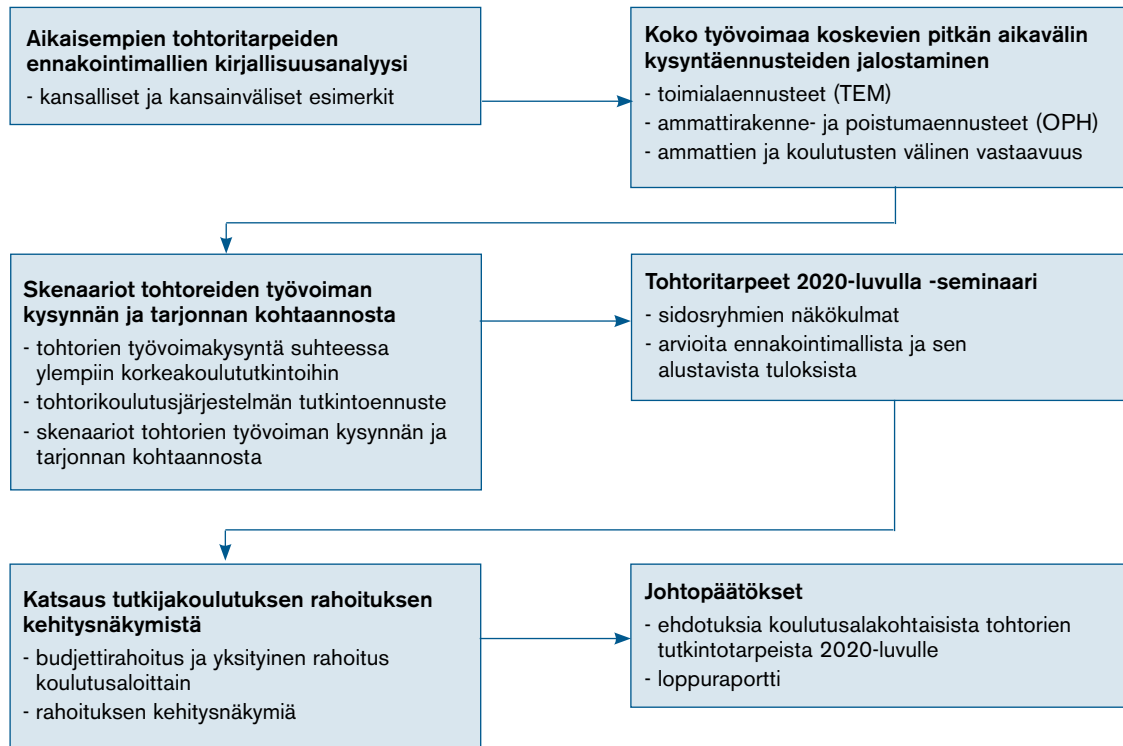 Aikaisempien tohtoritarpeiden
ennakointimallien kirjallisuusanalyysi
- kansalliset ja kansainväliset esimerkit
Koko työvoimaa koskevien pitkän aikavälin
kysyntäennusteiden jalostaminen
- toimialaennusteet (TEM)
- ammattirakenne- ja poistumaennusteet (OPH)
- ammattien ja koulutusten välinen vastaavuus
Skenaariot tohtoreiden työvoiman
kysynnän ja tarjonnan kohtaannosta
- tohtorien työvoimakysyntä suhteessa
ylempiin korkeakoulututkintoihin
- tohtorikoulutusjärjestelmän tutkintoennuste
- skenaariot tohtorien työvoiman kysynnän ja
tarjonnan kohtaannosta
Tohtoritarpeet 2020-luvulla -seminaari
- sidosryhmien näkökulmat
- arvioita ennakointimallista ja sen
alustavista tuloksista
Katsaus tutkijakoulutuksen rahoituksen
kehitysnäkymistä
- budjettirahoitus ja yksityinen rahoitus
koulutusaloittain
- rahoituksen kehitysnäkymiä
Johtopäätökset
- ehdotuksia koulutusalakohtaisista tohtorien
tutkintotarpeista 2020-luvulle
- loppuraportti